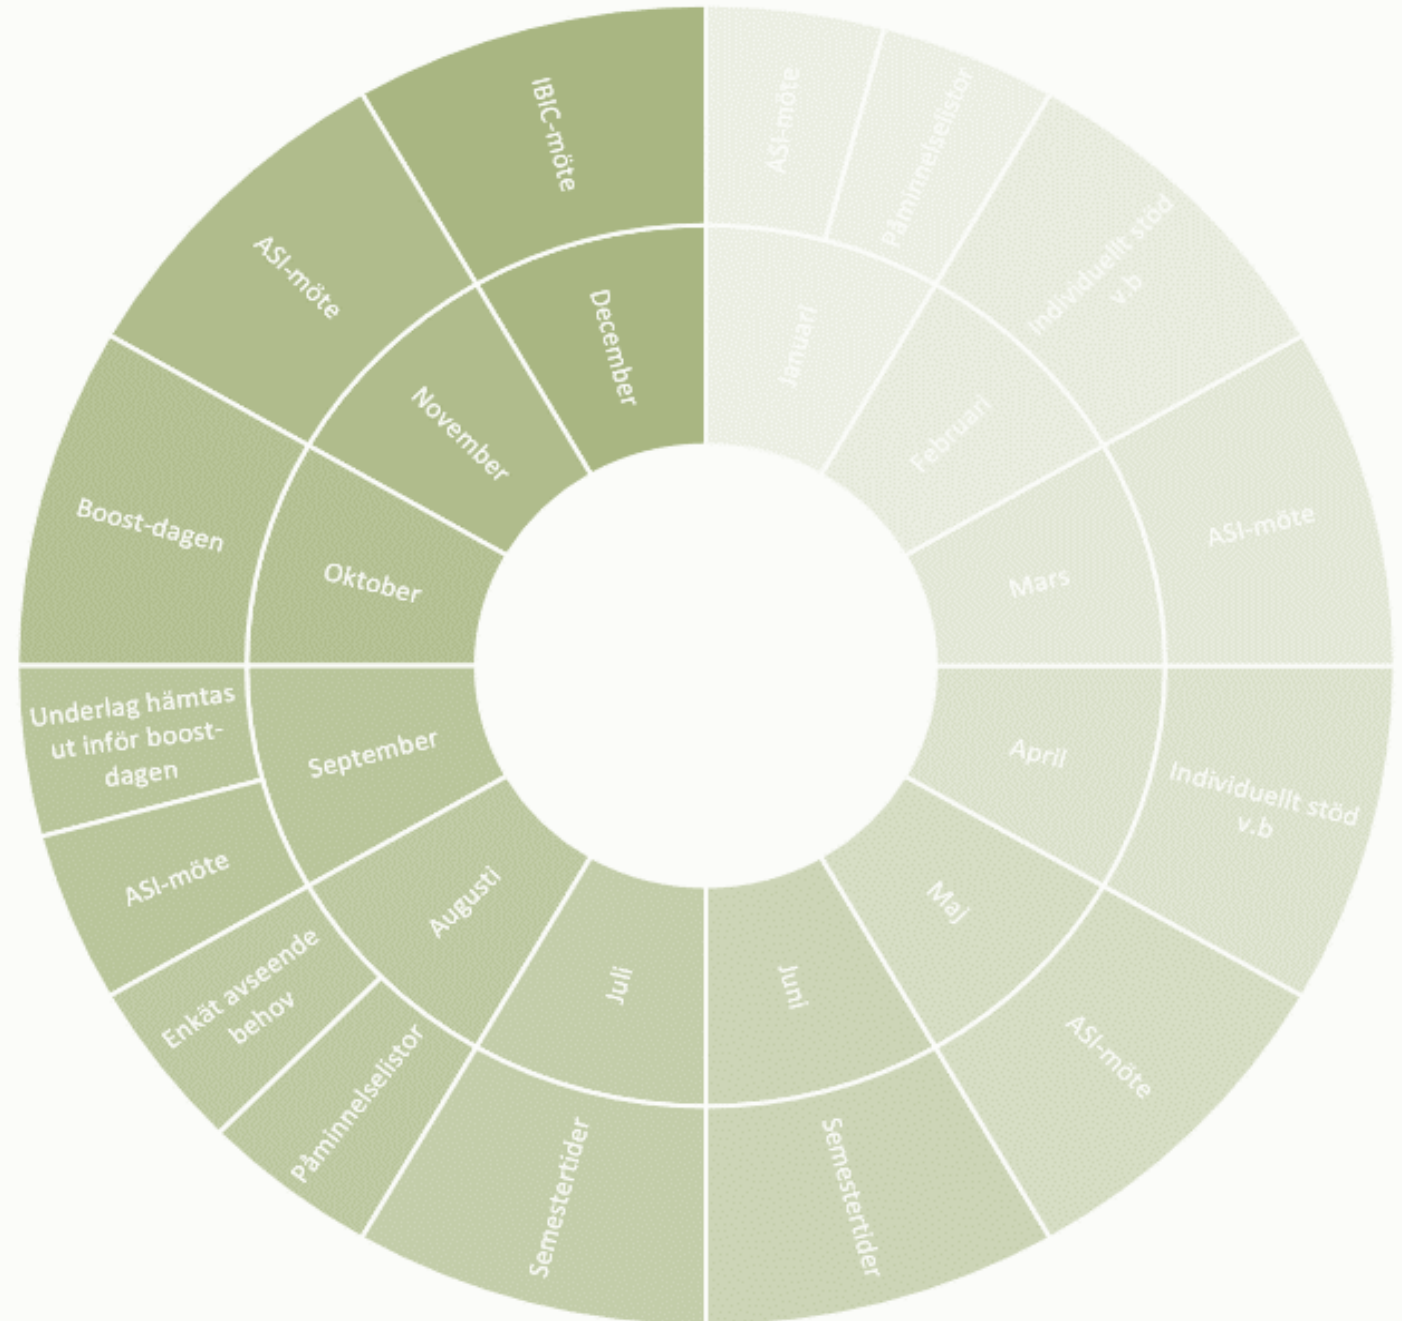 Januari
ASI-möte
Påminnelselistor
Februari
Individuellt stöd
v.b
Mars
ASI-möte
April
Individuellt stöd
v.b
Maj
ASI-möte
Juni
Semestertider
Juli
Semestertider
Augusti
Påminnelselistor
Enkät avseende
behov
September
ASI-möte
Underlag hämtas
ut inför boost-
dagen
Oktober
Boost-dagen
November
ASI-möte
December
IBIC-möte